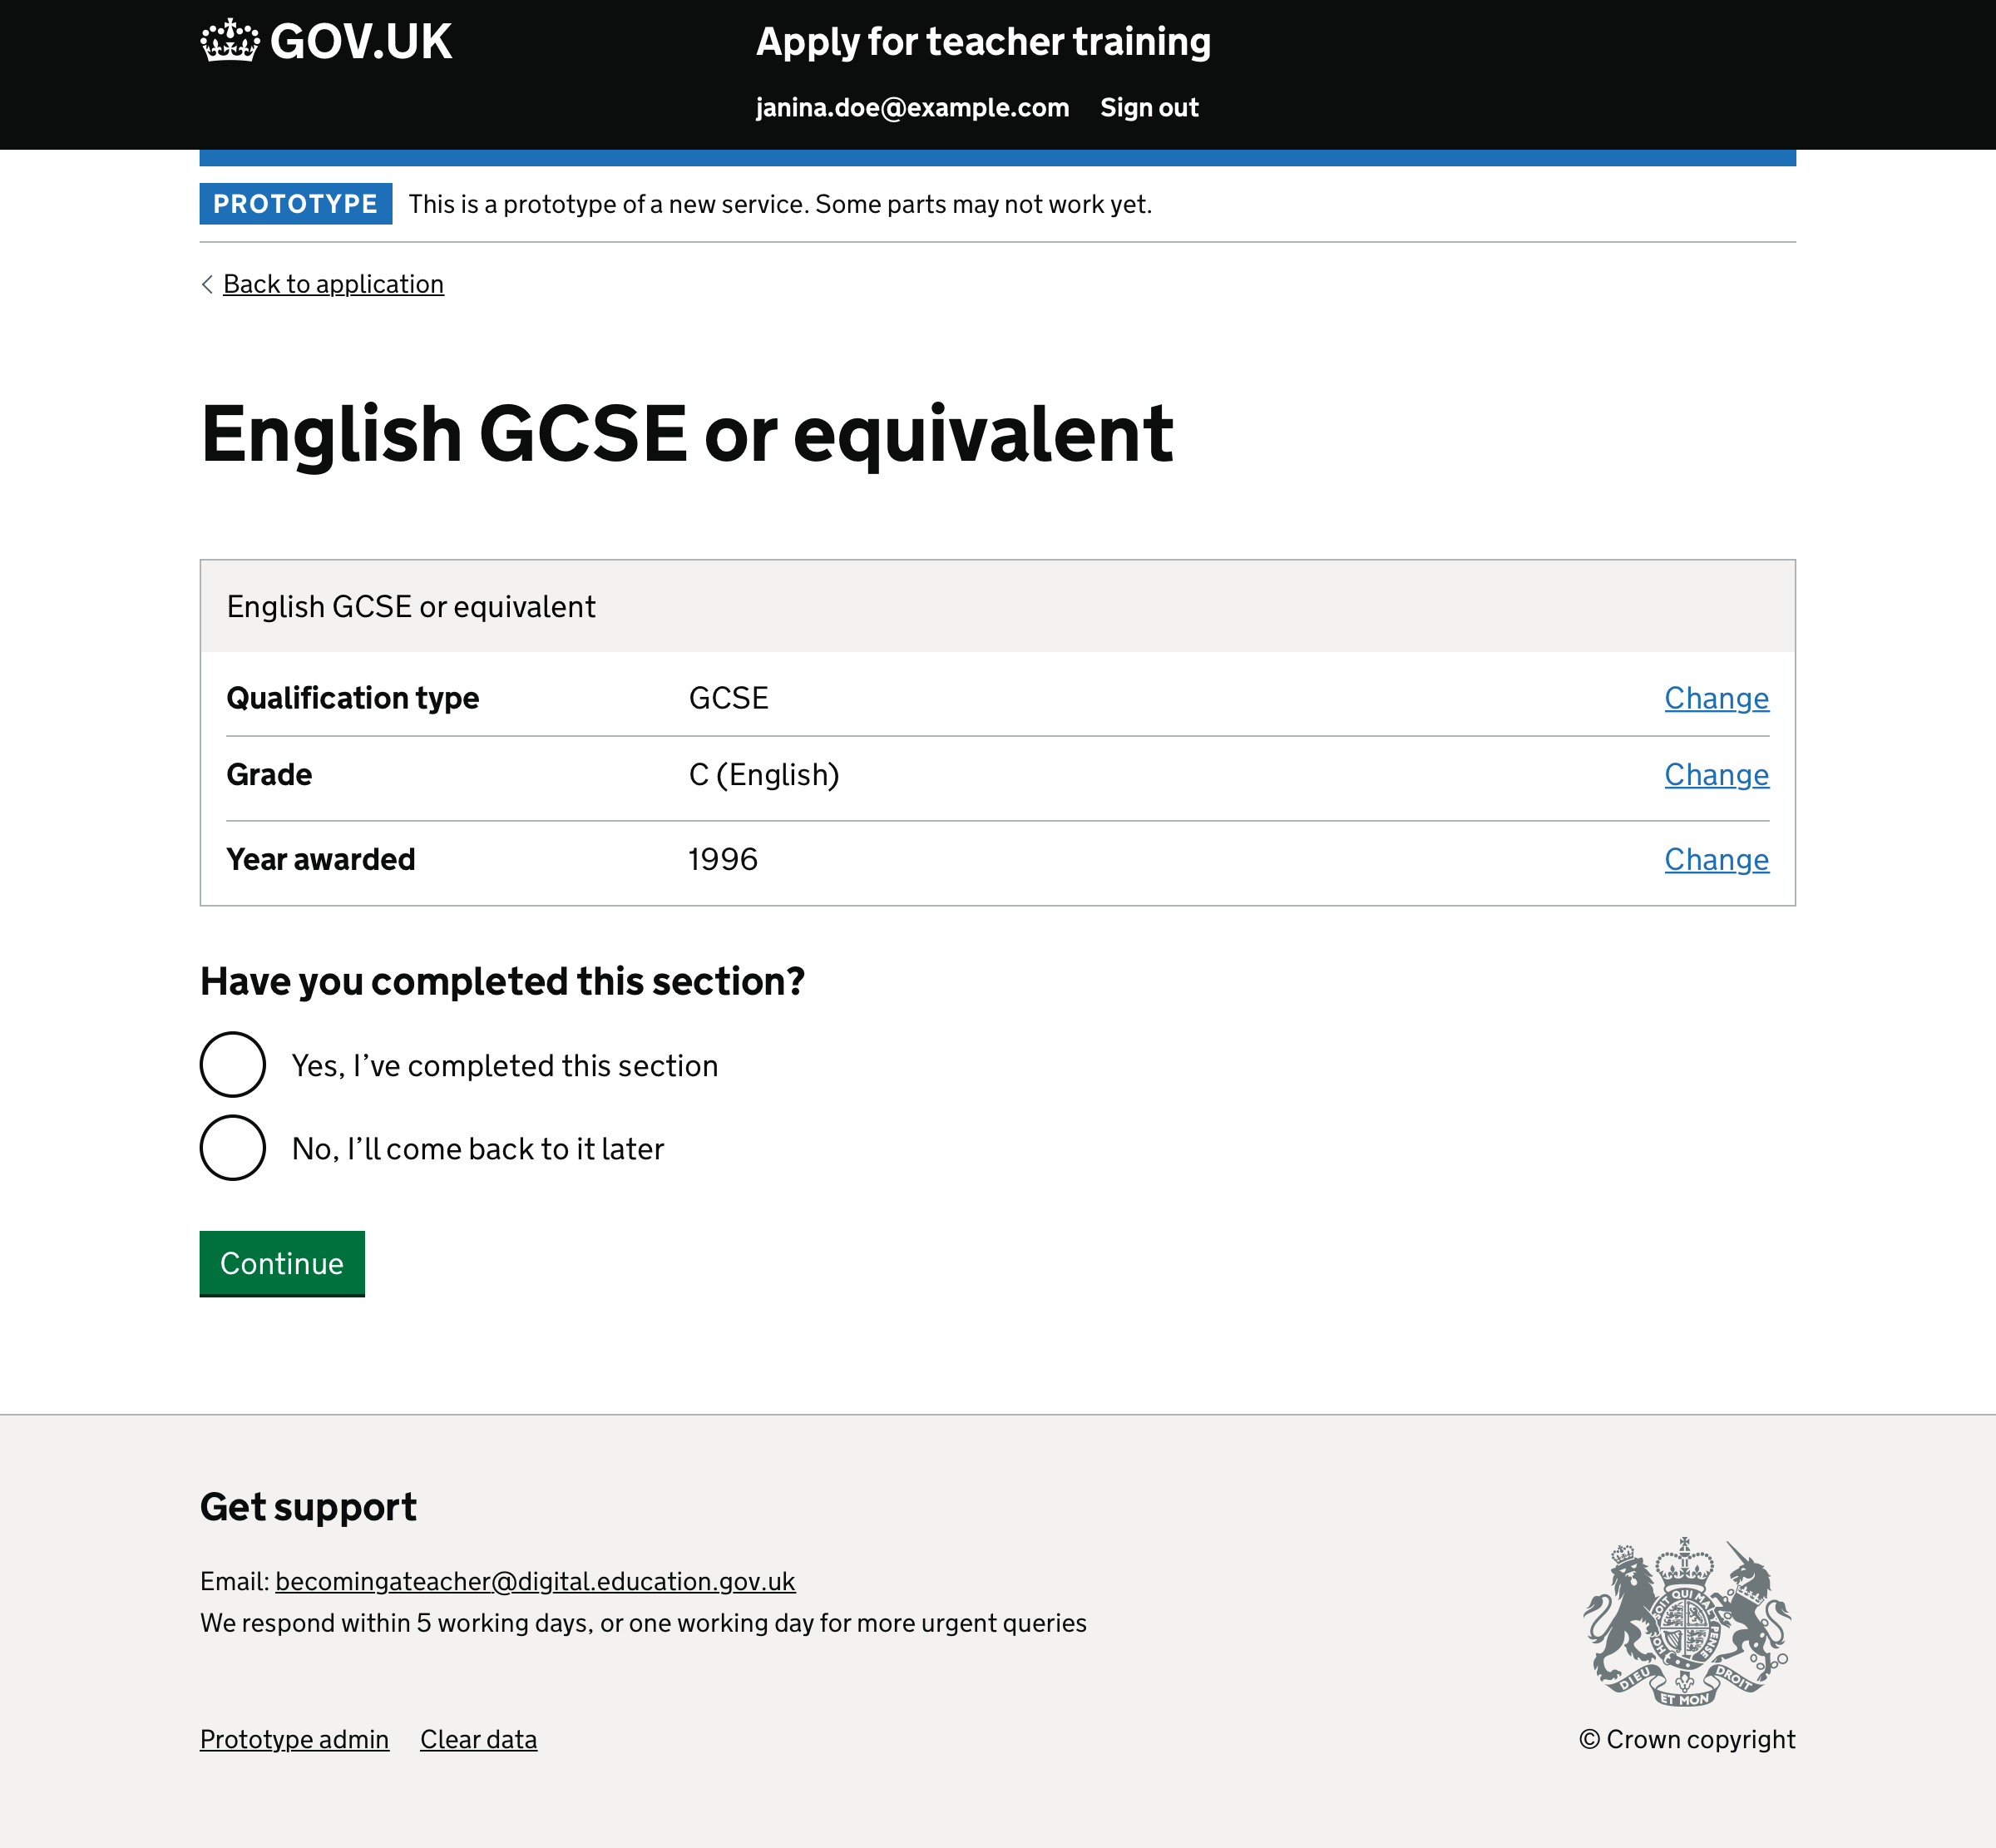 GOV.UK
Apply for teacher training
janina.doe@example.com Sign out
PROTOTYPE This is a prototype of a new service. Some parts may not work yet.
Back to application
English GCSE or equivalent
English GCSE or equivalent
Qualification type GCSE Change
Grade C (English) Change
Year awarded 1996 Change
Have you completed this section?
Yes, I’ve completed this section
No, I’ll come back to it later
Continue
Get support
Email: becomingateacher@digital.education.gov.uk
We respond within 5 working days, or one working day for more urgent queries
SOIT QUI MAL PENSE
HON
DIEU ET MON DROIT
Prototype admin Clear data
© Crown copyright